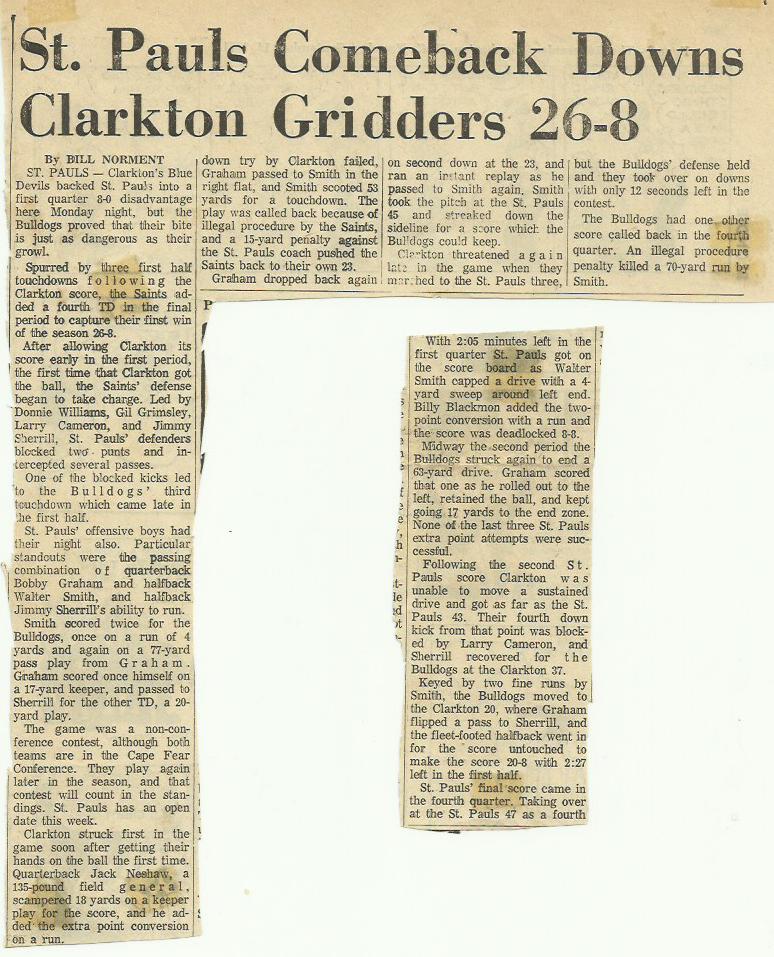 St. Pauls Comeback Downs
Clarkton Gridders 26-8
By BILL NORMENT
ST. PAULS — Clarkton's Blue
Devils backed St. Pauls into a
first quarter 8-0 disadvantage
here Monday night, but the
Bulldogs proved that their bite
is just as dangerous as their
growl.
Spurred by three first half
touchdowns following the
Clarkton score, the Saints ad-
ded a fourth TD in the final
period to capture their first win
of the season 26-8.
After allowing Clarkton its
score early in the first period,
the first time that Clarkton got
the ball, the Saints' defense
began to take charge. Led by
Donnie Williams, Gil Grimsley,
Larry Cameron, and Jimmy
Sherrill, St. Pauls' defenders
blocked two punts and in-
tercepted several passes.
One of the blocked kicks led
to the Bulldogs' third
touchdown which came late in
the first half.
St. Pauls' offensive boys had
their night also. Particular
standouts were the passing
combination of quarterback
Bobby Graham and halfback
Walter Smith, and halfback
Jimmy Sherrill's ability to run.
Smith scored twice for the
Bulldogs, once on a run of 4
yards and again on a 77-yard
pass play from Graham.
Graham scored once himself on
a 17-yard keeper, and passed to
Sherrill for the other TD, a 20-
yard play.
The game was a non-con-
ference contest, although both
teams are in the Cape Fear
Conference. They play again
later in the season, and that
contest will count in the stan-
dings. St. Pauls has an open
date this week.
Clarkton struck first in the
game soon after getting their
hands on the ball the first time.
Quarterback Jack Neshaw, a
135-pound field general,
scampered 18 yards on a keeper
play for the score, and he ad-
ded the extra point conversion
on a run.
With 2:05 minutes left in the
first quarter St. Pauls got on
the score board as Walter
Smith capped a drive with a 4-
yard sweep around left end.
Billy Blackmon added the two-
point conversion with a run and
the score was deadlocked 8-8.
Midway the second period the
Bulldogs struck again to end a
63-yard drive. Graham scored
that one as he rolled out to the
left, retained the ball, and kept
going 17 yards to the end zone.
None of the last three St. Pauls
extra point attempts were suc-
cessful.
Following the second St.
Pauls score Clarkton was
unable to move a sustained
drive and got as far as the St.
Pauls 43. Their fourth down
kick from that point was block-
ed by Larry Cameron, and
Sherrill recovered for the
Bulldogs at the Clarkton 37.
Keyed by two fine runs by
Smith, the Bulldogs moved to
the Clarkton 20, where Graham
flipped a pass to Sherrill, and
the fleet-footed halfback went in
for the score untouched to
make the score 20-8 with 2:27
left in the first half.
St. Pauls' final score came in
the fourth quarter. Taking over
at the St. Pauls 47 as a fourth
down try by Clarkton failed,
Graham passed to Smith in the
right flat, and Smith scooted 53
yards for a touchdown. The
play was called back because of
illegal procedure by the Saints,
and a 15-yard penalty against
the St. Pauls coach pushed the
Saints back to their own 23.
Graham dropped back again
on second down at the 23, and
ran an instant replay as he
passed to Smith again. Smith
took the pitch at the St. Pauls
45 and streaked down the
sideline for a score which the
Bulldogs could keep.
Clarkton threatened again
late in the game when they
marched to the St. Pauls three,
but the Bulldogs' defense held
and they took over on downs
with only 12 seconds left in the
contest.
The Bulldogs had one other
score called back in the fourth
quarter. An illegal procedure
penalty killed a 70-yard run by
Smith.